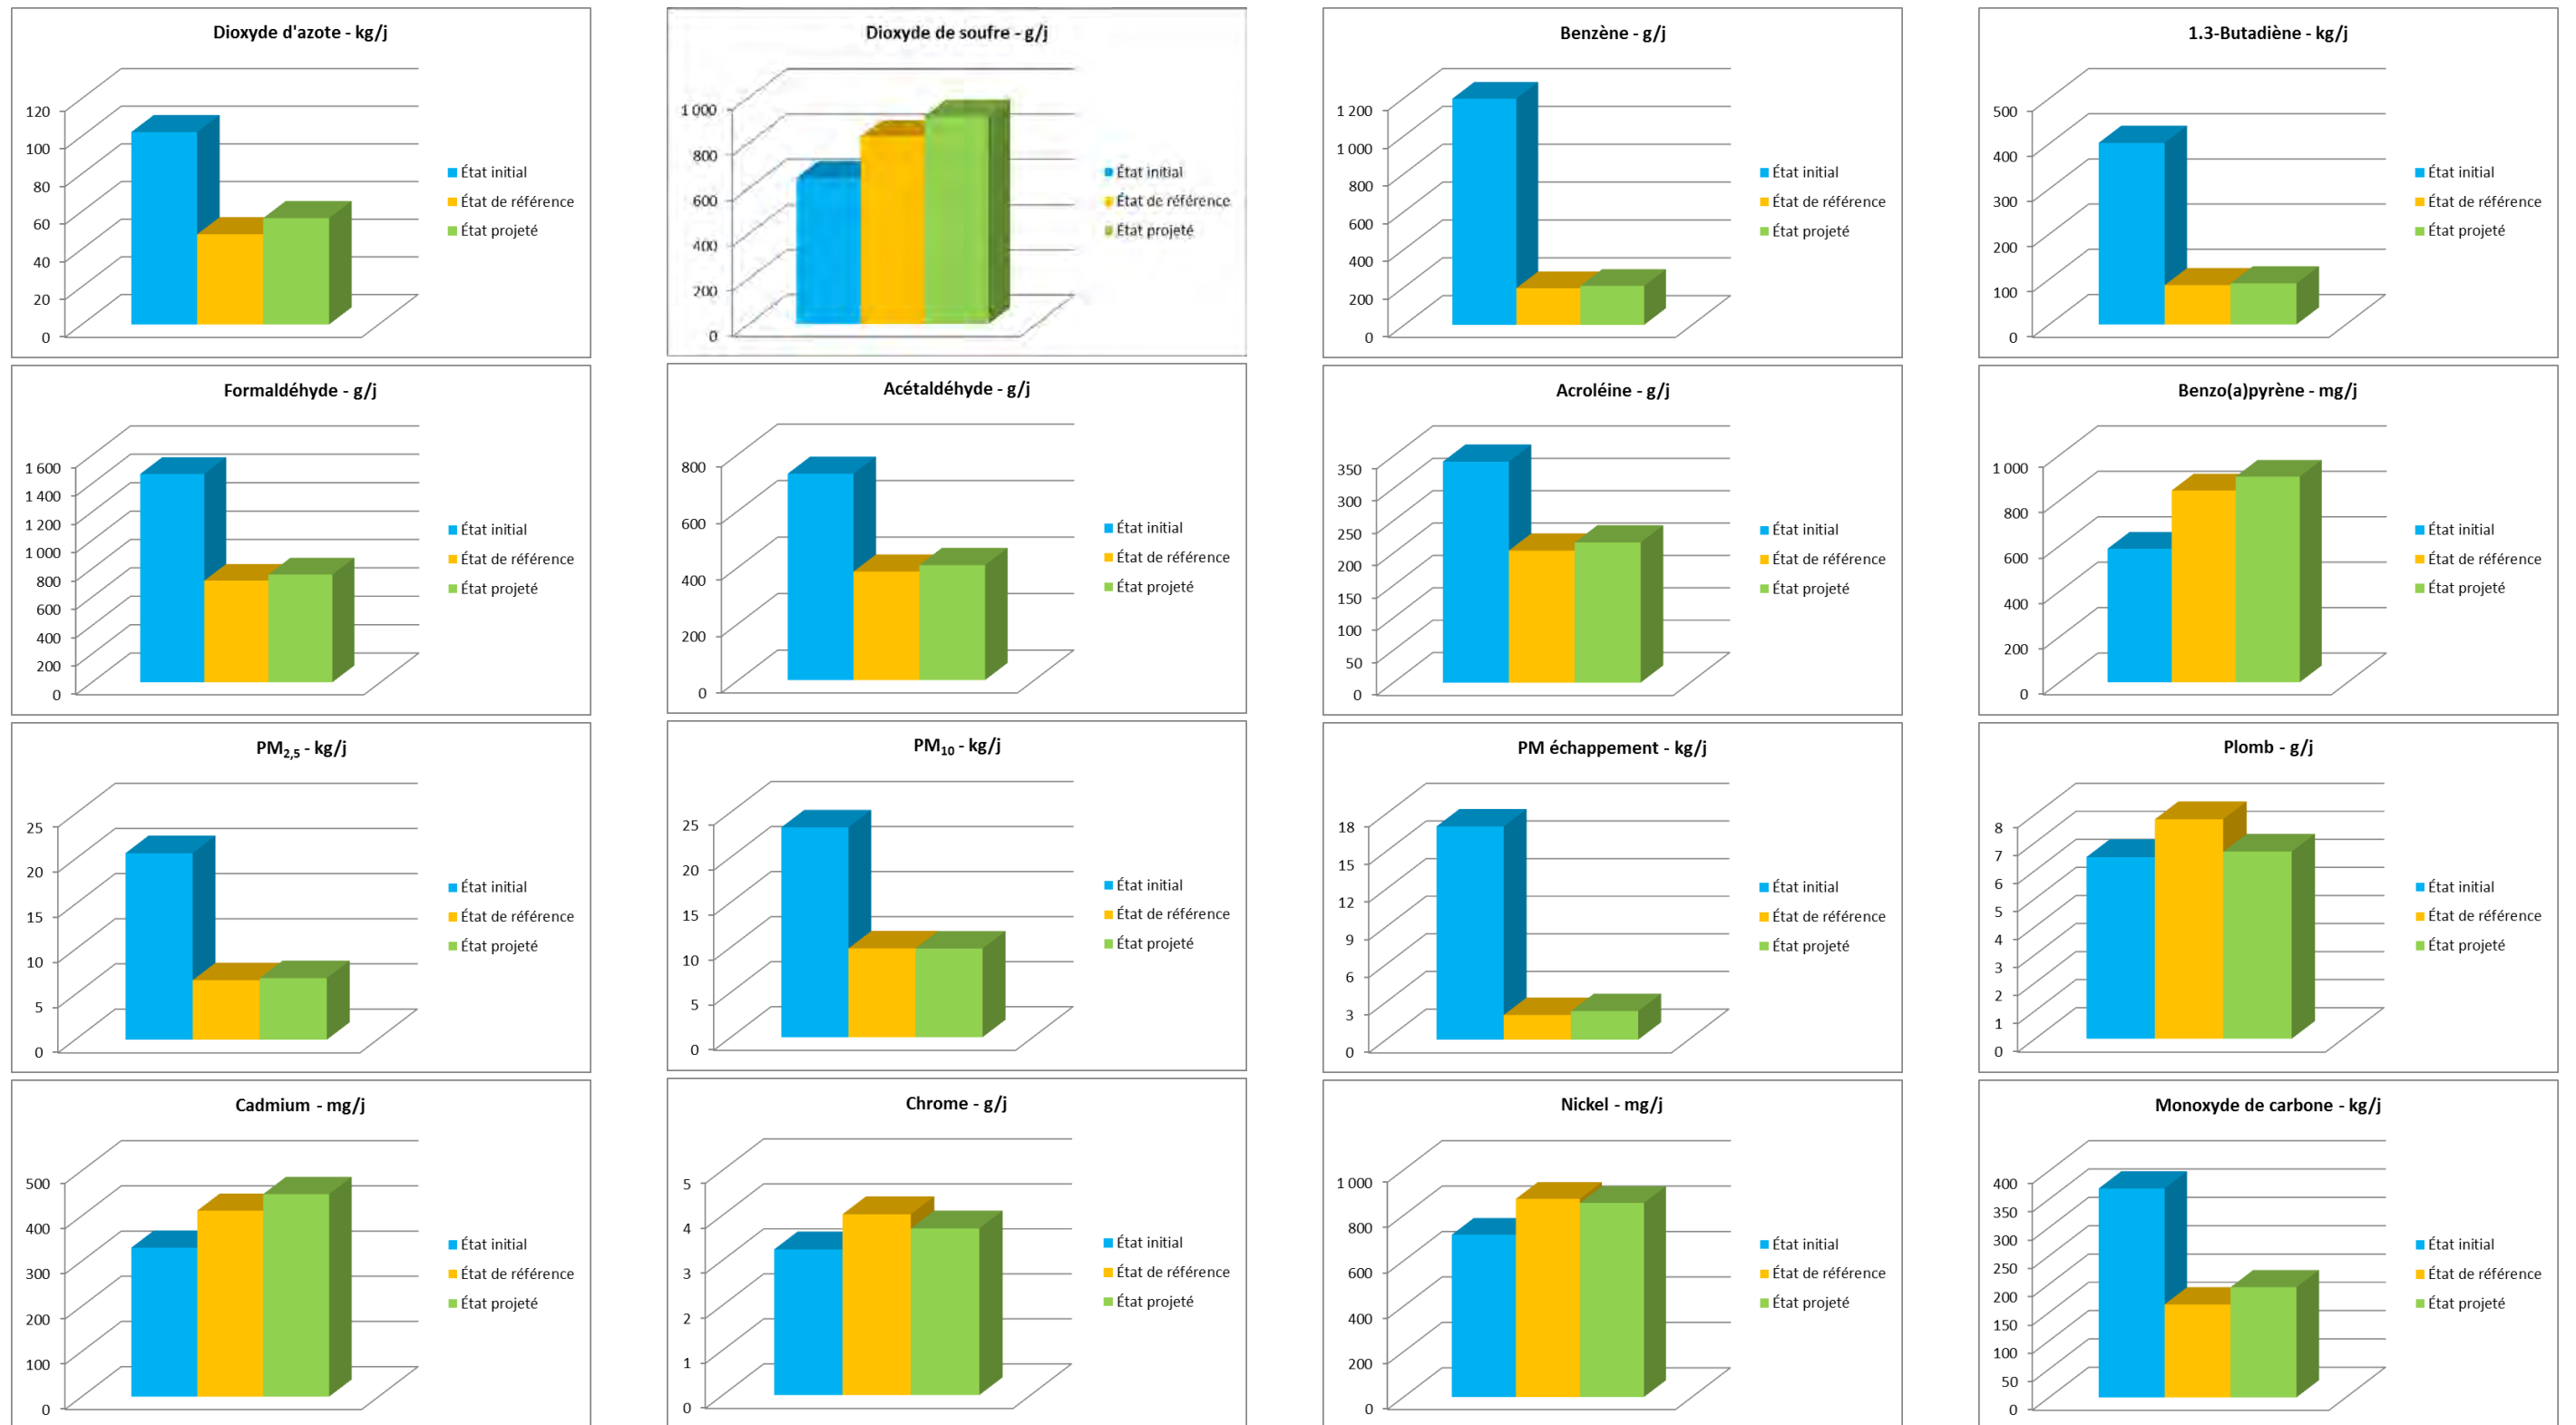 Dioxyde d'azote - kg/j
120
100
80
60
40
20
0
État initial
État de référence
État projeté
Dioxyde de soufre - g/j
1 000
800
600
400
200
0
État initial
État de référence
État projeté
Benzène - g/j
1 200
1 000
800
600
400
200
0
État initial
État de référence
État projeté
1.3-Butadiène - kg/j
500
400
300
200
100
0
État initial
État de référence
État projeté
Formaldéhyde - g/j
1 600
1 400
1 200
1 000
800
600
400
200
0
État initial
État de référence
État projeté
Acétaldéhyde - g/j
800
600
400
200
0
État initial
État de référence
État projeté
Acroléine - g/j
350
300
250
200
150
100
50
0
État initial
État de référence
État projeté
Benzo(a)pyrène - mg/j
1 000
800
600
400
200
0
État initial
État de référence
État projeté
PM2,5 - kg/j
25
20
15
10
5
0
État initial
État de référence
État projeté
PM10 - kg/j
25
20
15
10
5
0
État initial
État de référence
État projeté
PM échappement - kg/j
18
15
12
9
6
3
0
État initial
État de référence
État projeté
Plomb - g/j
8
7
6
5
4
3
2
1
0
État initial
État de référence
État projeté
Cadmium - mg/j
500
400
300
200
100
0
État initial
État de référence
État projeté
Chrome - g/j
5
4
3
2
1
0
État initial
État de référence
État projeté
Nickel - mg/j
1 000
800
600
400
200
0
État initial
État de référence
État projeté
Monoxyde de carbone - kg/j
400
350
300
250
200
150
100
50
0
État initial
État de référence
État projeté